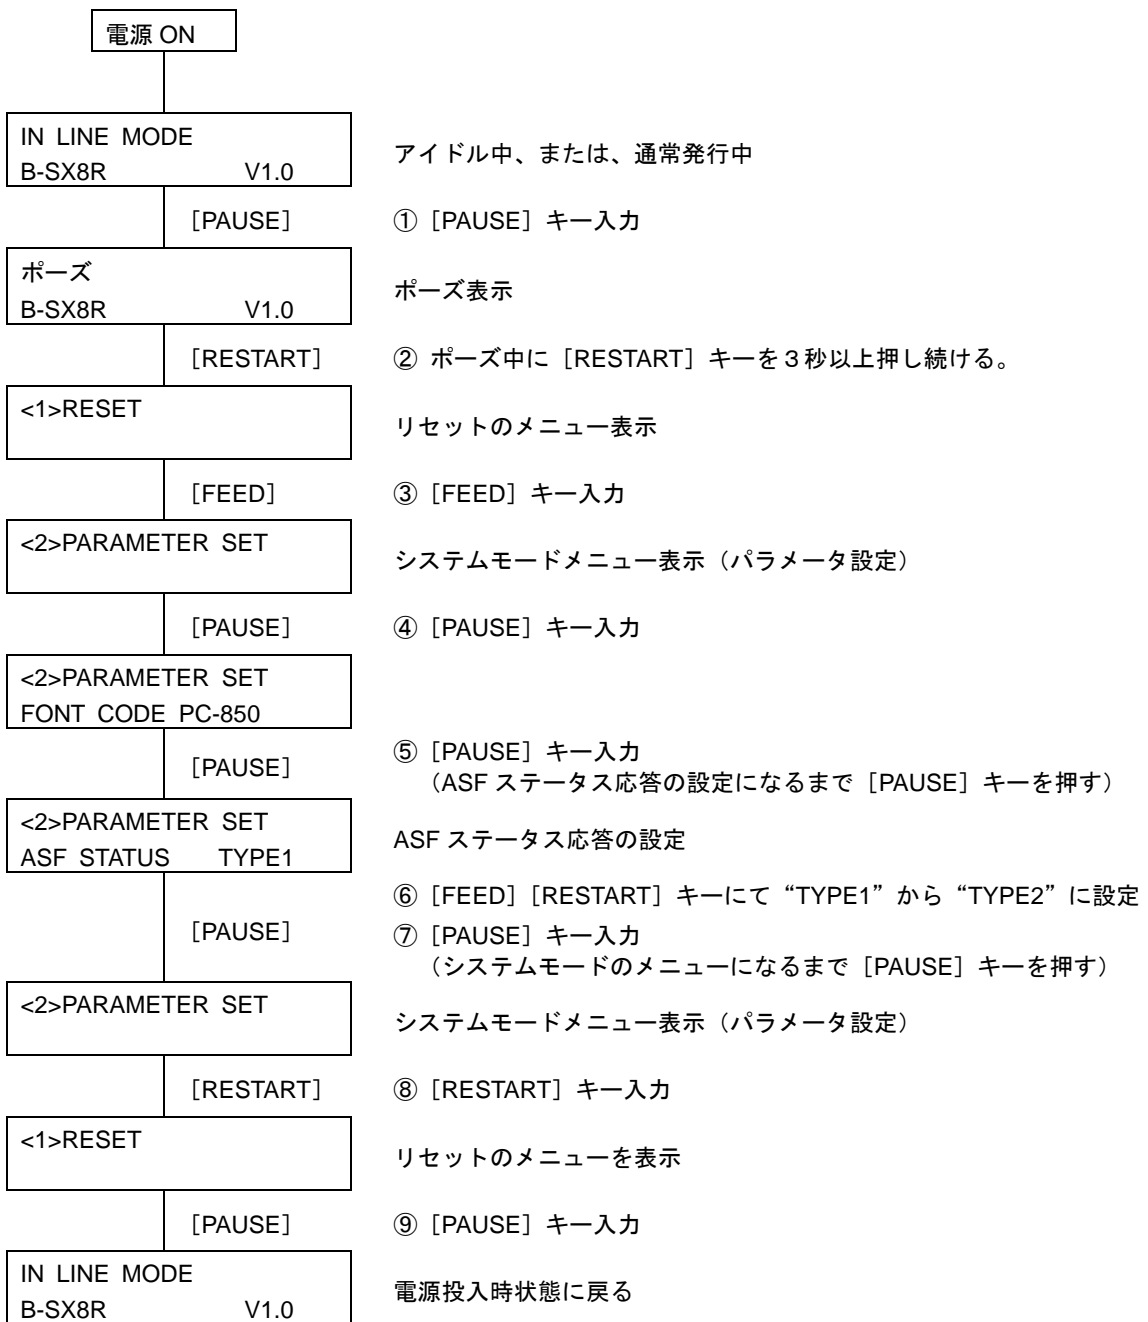 電源 ON
IN LINE MODE
B-SX8R V1.0
アイドル中、または、通常発行中
［PAUSE］
①［PAUSE］キー入力
ポーズ
B-SX8R V1.0
ポーズ表示
［RESTART］
② ポーズ中に［RESTART］キーを３秒以上押し続ける。
<1>RESET
リセットのメニュー表示
［FEED］
③［FEED］キー入力
<2>PARAMETER SET
システムモードメニュー表示（パラメータ設定）
［PAUSE］
④［PAUSE］キー入力
<2>PARAMETER SET
FONT CODE PC-850
［PAUSE］
⑤［PAUSE］キー入力
（ASF ステータス応答の設定になるまで［PAUSE］キーを押す）
<2>PARAMETER SET
ASF STATUS TYPE1
ASF ステータス応答の設定
⑥［FEED］［RESTART］キーにて“TYPE1”から“TYPE2”に設定
［PAUSE］
⑦［PAUSE］キー入力
（システムモードのメニューになるまで［PAUSE］キーを押す）
<2>PARAMETER SET
システムモードメニュー表示（パラメータ設定）
［RESTART］
⑧［RESTART］キー入力
<1>RESET
リセットのメニューを表示
［PAUSE］
⑨［PAUSE］キー入力
IN LINE MODE
B-SX8R V1.0
電源投入時状態に戻る